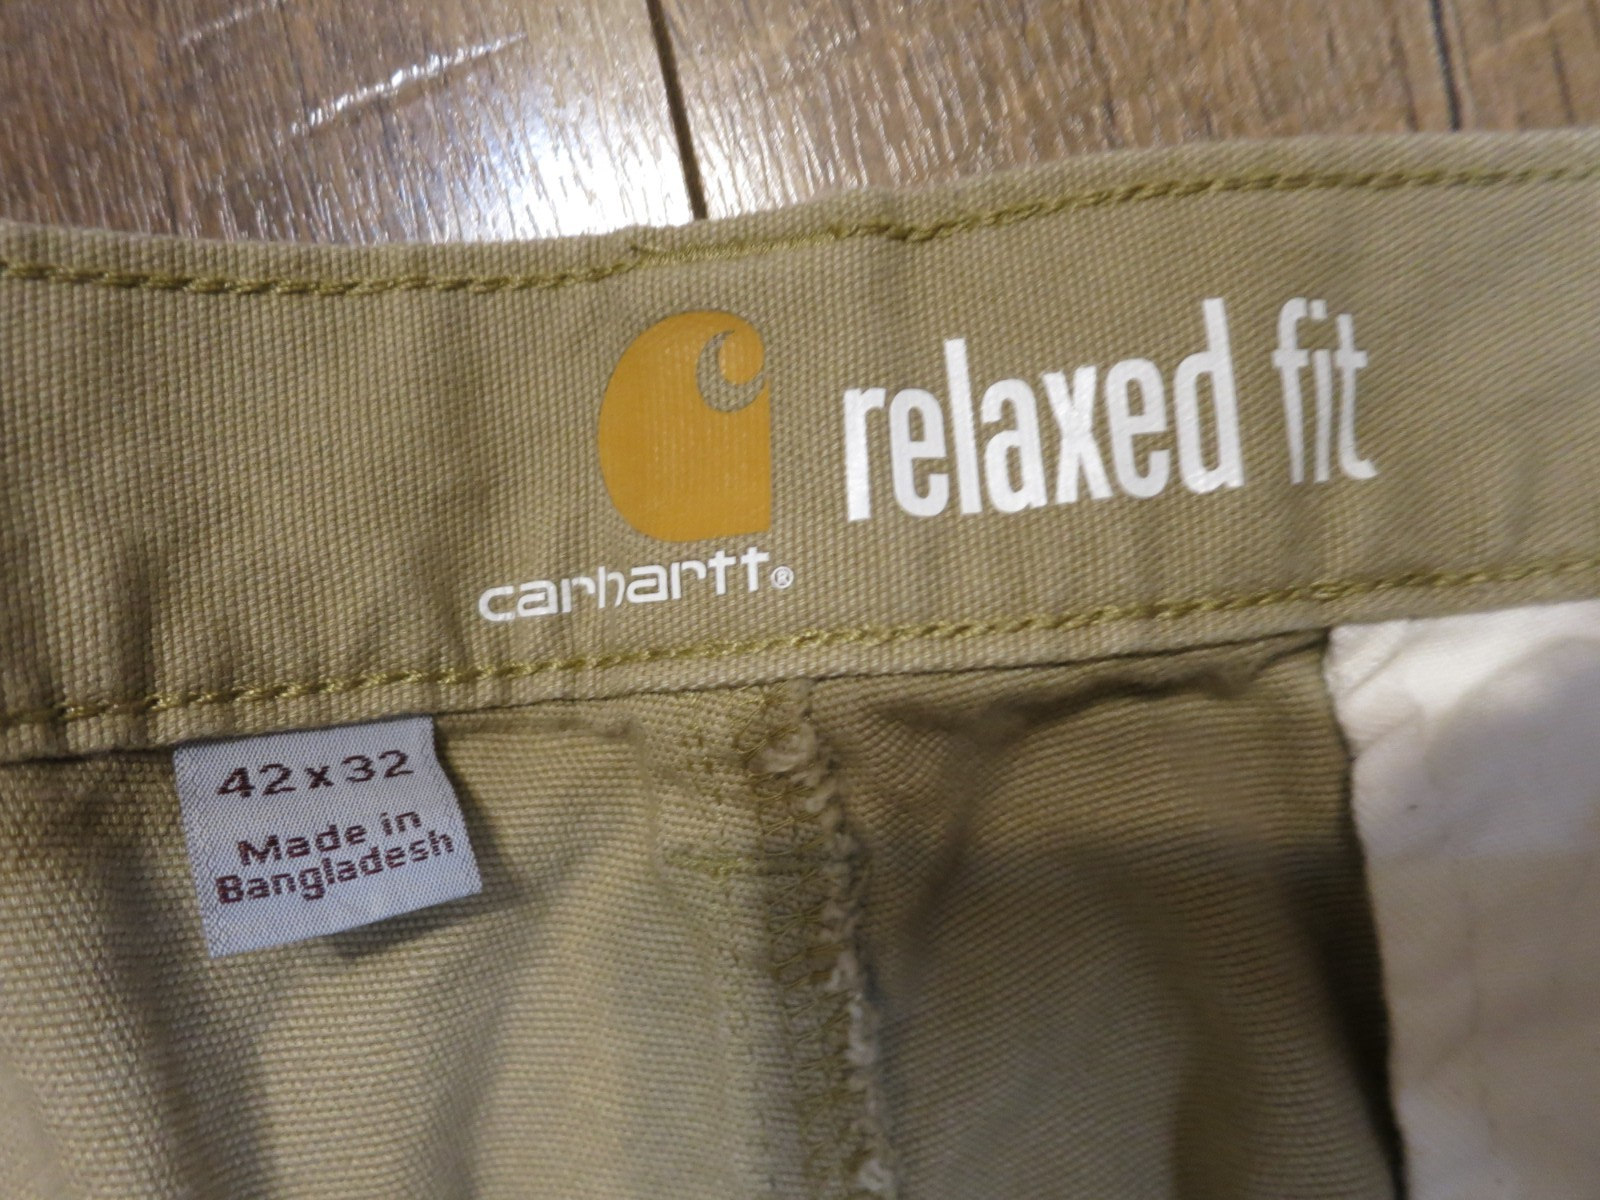 relaxed fit
carhartt®
42 x 32
Made in
Bangladesh